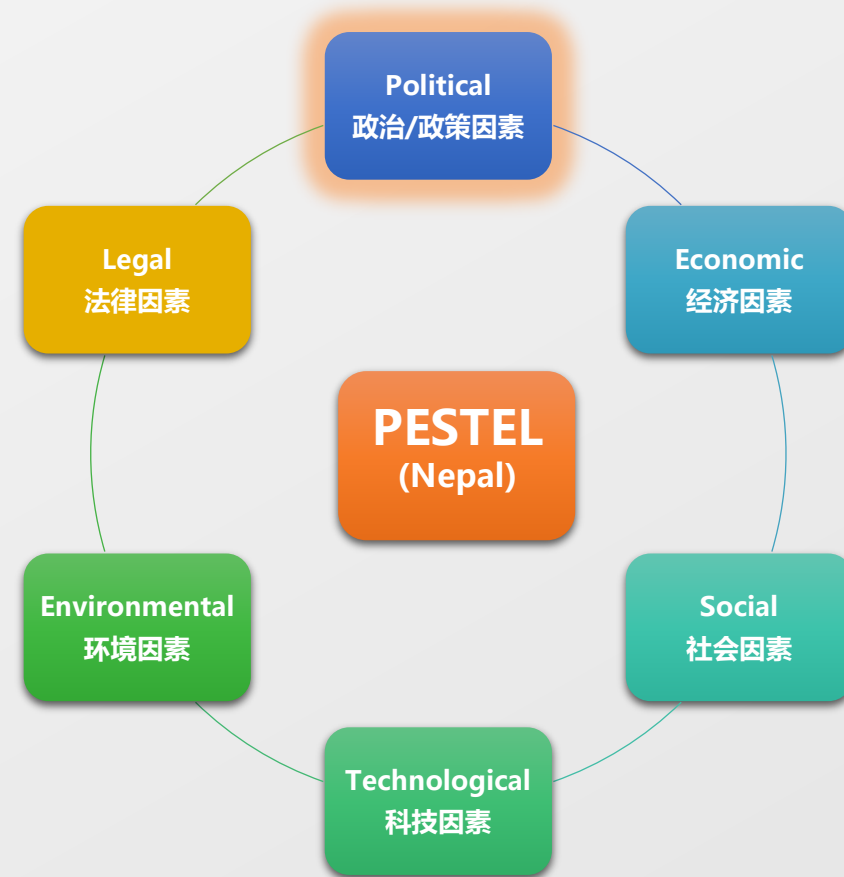 Political
政治/政策因素
Legal
法律因素
Economic
经济因素
PESTEL
(Nepal)
Environmental
环境因素
Social
社会因素
Technological
科技因素